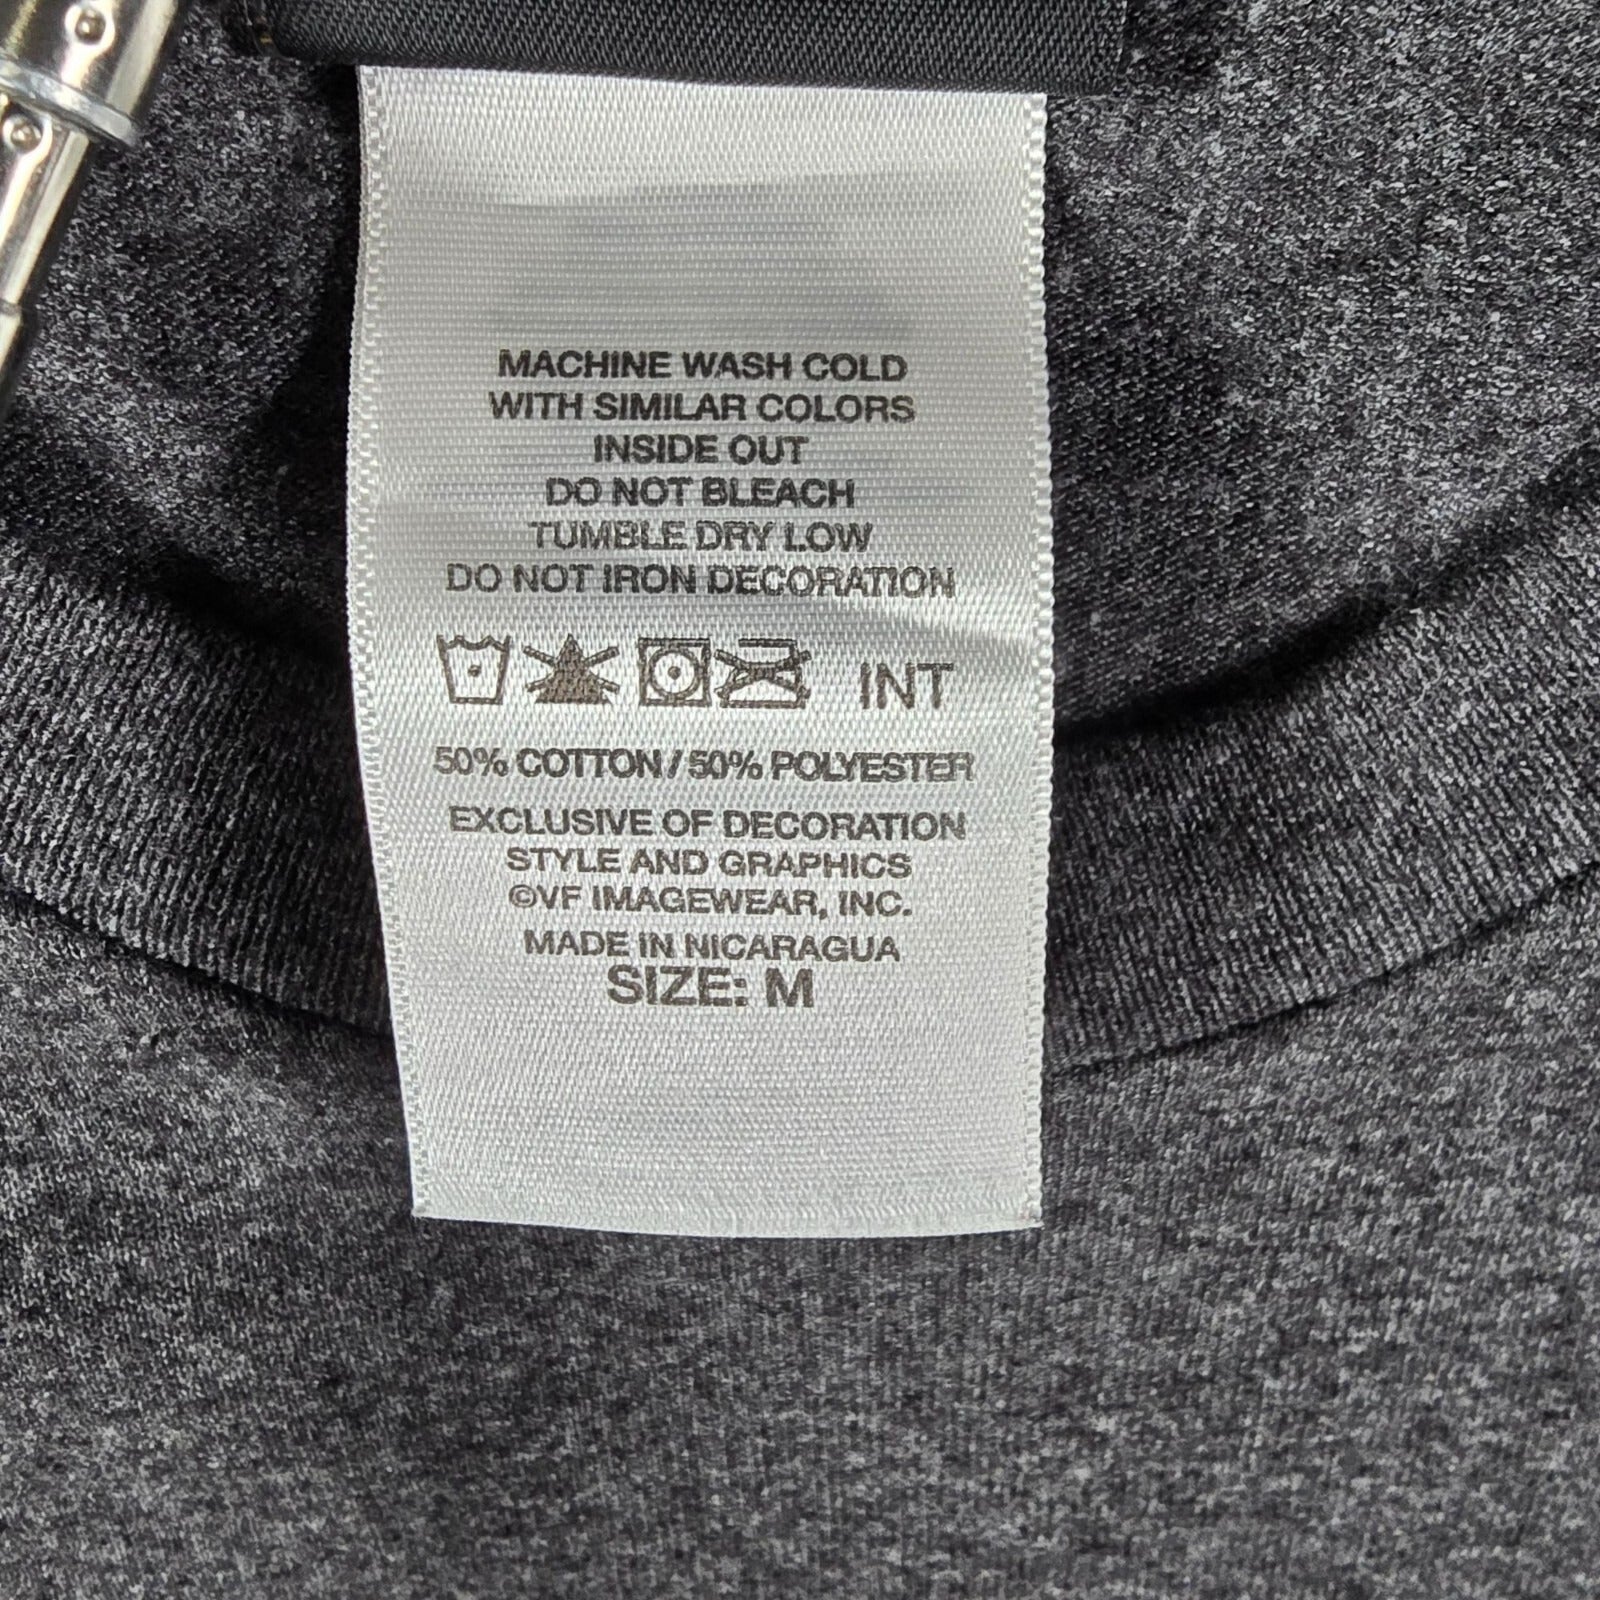 MACHINE WASH COLD
WITH SIMILAR COLORS
INSIDE OUT
DO NOT BLEACH
TUMBLE DRY LOW
DO NOT IRON DECORATION
INT
50% COTTON / 50% POLYESTER
EXCLUSIVE OF DECORATION
STYLE AND GRAPHICS
©VF IMAGEWEAR, INC.
MADE IN NICARAGUA
SIZE: M